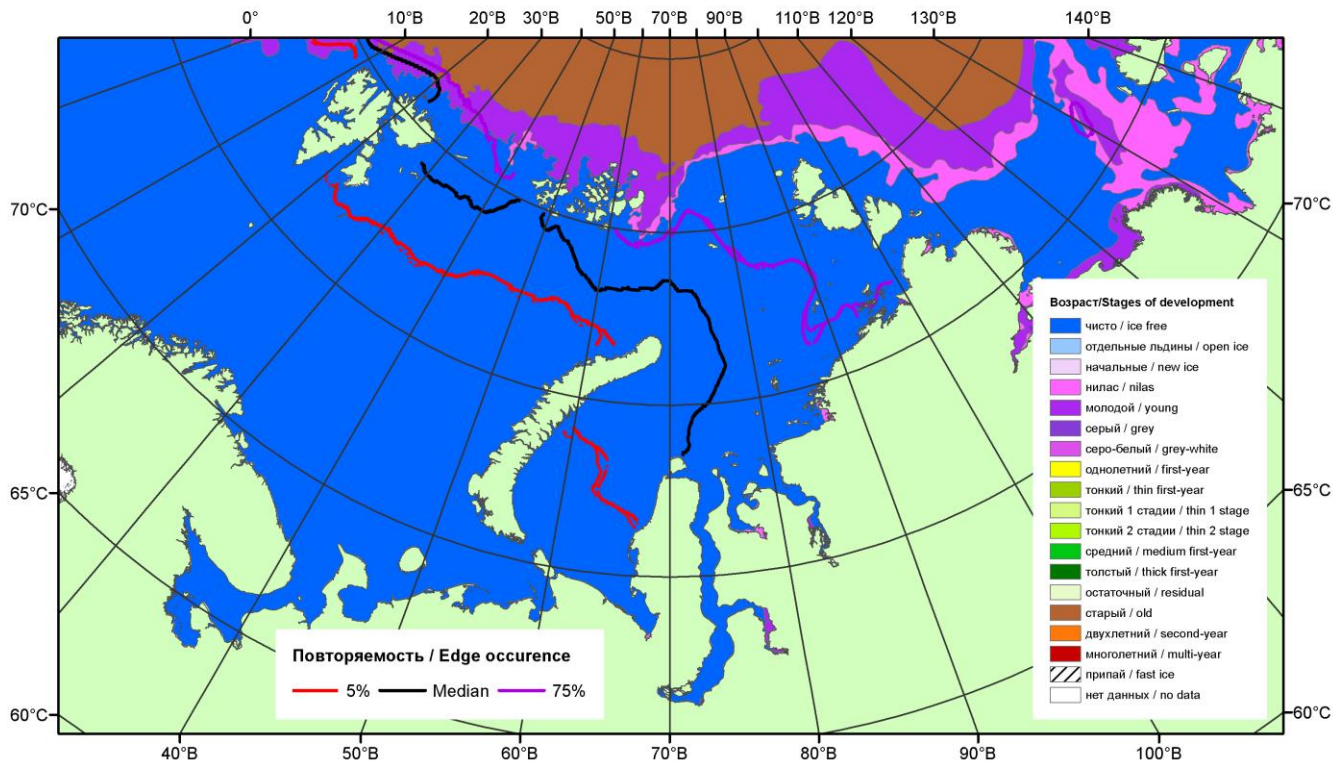 0° 10°В 20°В 30°В 40°В 50°В 70°В 90°В 110°В 120°В 130°В 140°В
70°С 70°С
65°С 65°С
60°С 60°С
Возраст/Stages of development
чисто / ice free
отдельные льдины / open ice
начальные / new ice
нилас / nilas
молодой / young
серый / grey
серо-белый / grey-white
однолетний / first-year
тонкий / thin first-year
тонкий 1 стадии / thin 1 stage
тонкий 2 стадии / thin 2 stage
средний / medium first-year
толстый / thick first-year
остаточный / residual
старый / old
двухлетний / second-year
многолетний / multi-year
припай / fast ice
нет данных / no data
Повторяемость / Edge occurence
5% Median 75%
40°В 50°В 60°В 70°В 80°В 90°В 100°В